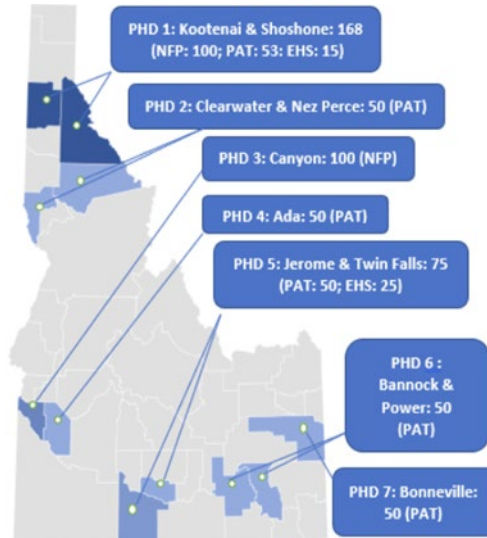 PHD 1: Kootenai & Shoshone: 168
(NFP: 100; PAT: 53: EHS: 15)
PHD 2: Clearwater & Nez Perce: 50 (PAT)
PHD 3: Canyon: 100 (NFP)
PHD 4: Ada: 50 (PAT)
PHD 5: Jerome & Twin Falls: 75
(PAT: 50; EHS: 25)
PHD 6 :
Bannock &
Power: 50
(PAT)
PHD 7: Bonneville:
50 (PAT)